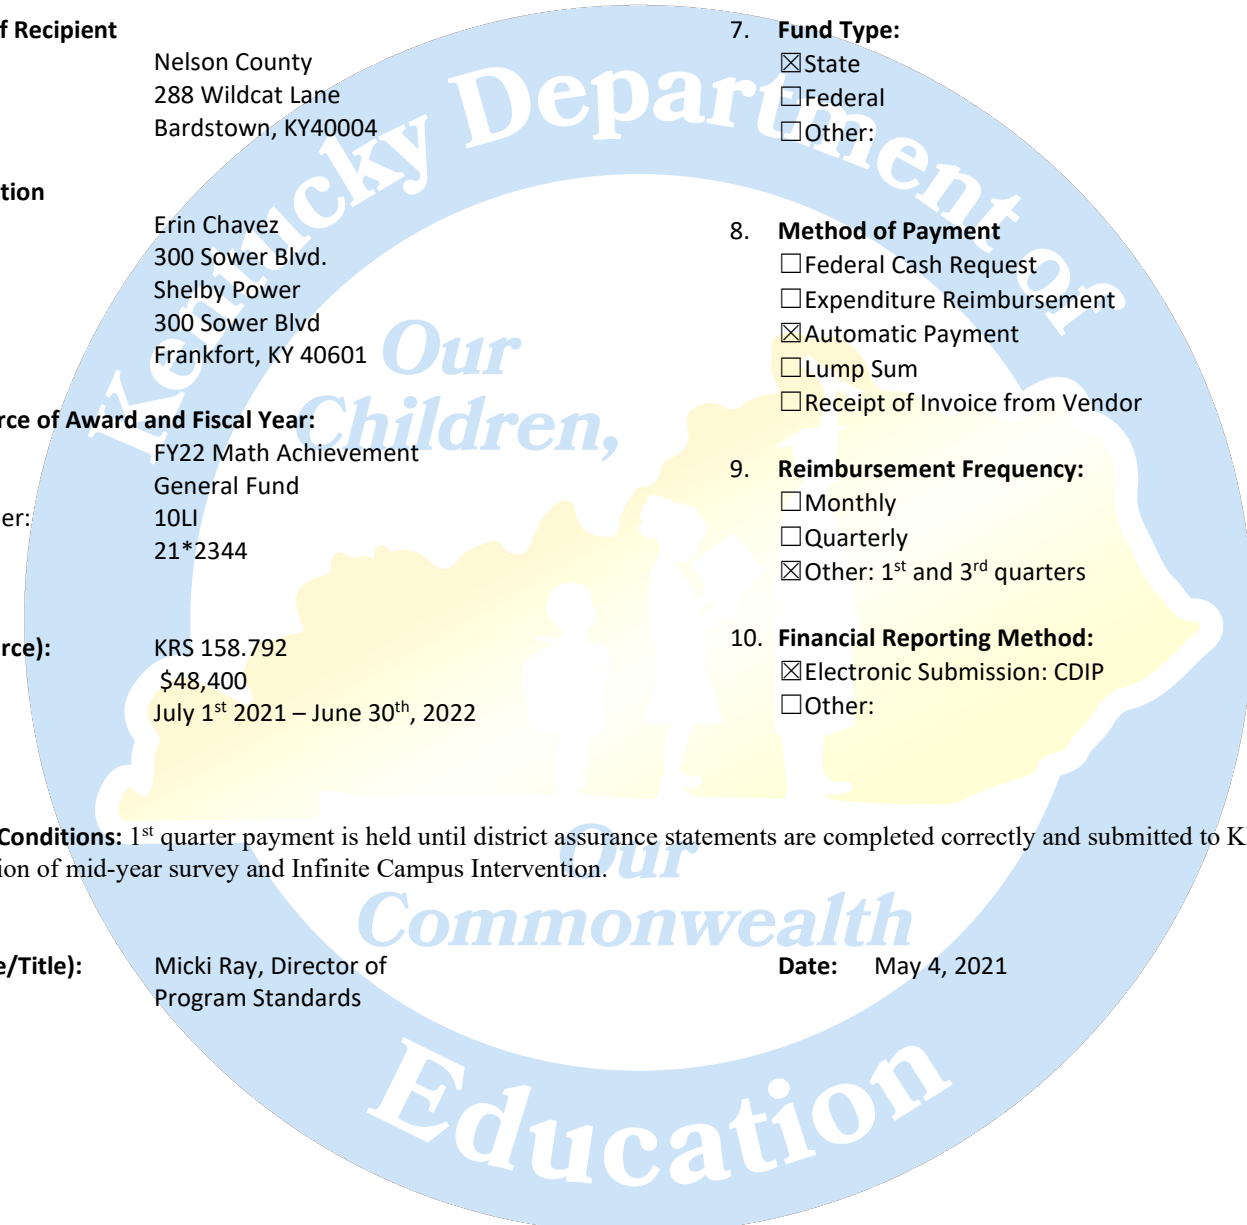 f Recipient
Nelson County
288 Wildcat Lane
Bardstown, KY40004
tion
Erin Chavez
300 Sower Blvd.
Shelby Power
300 Sower Blvd
Frankfort, KY 40601
rce of Award and Fiscal Year:
FY22 Math Achievement
General Fund
er: 10LI
21*2344
rce): KRS 158.792
$48,400
July 1st 2021 – June 30th, 2022
7. Fund Type:
☒State
☐Federal
☐Other:
8. Method of Payment
☐Federal Cash Request
☐Expenditure Reimbursement
☒Automatic Payment
☐Lump Sum
☐Receipt of Invoice from Vendor
9. Reimbursement Frequency:
☐Monthly
☐Quarterly
☒Other: 1st and 3rd quarters
10. Financial Reporting Method:
☒Electronic Submission: CDIP
☐Other:
Conditions: 1st quarter payment is held until district assurance statements are completed correctly and submitted to K
ion of mid-year survey and Infinite Campus Intervention.
e/Title): Micki Ray, Director of
Program Standards
Date: May 4, 2021
Kentucky Department of
Education
Our
Children,
Our
Commonwealth